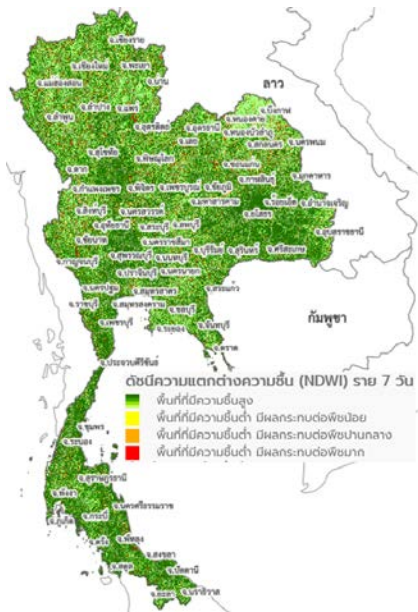 จ.เชียงราย
จ.เชียงใหม่
จ.พะเยา
จ.น่าน
จ.แม่ฮ่องสอน
ลาว
จ.ลำปาง
จ.แพร่
จ.ลำพูน
จ.อุตรดิตถ์
จ.อุดรธานี
จ.หนองคาย
จ.บึงกาฬ
จ.เลย
จ.หนองบัวลำภู
จ.สกลนคร
จ.นครพนม
จ.สุโขทัย
จ.พิษณุโลก
จ.ขอนแก่น
จ.ตาก
จ.กาฬสินธุ์
จ.มุกดาหาร
จ.กำแพงเพชร
จ.พิจิตร
จ.เพชรบูรณ์
จ.ชัยภูมิ
จ.มหาสารคาม
จ.ร้อยเอ็ด
จ.อำนาจเจริญ
จ.สิงห์บุรี
จ.นครสวรรค์
จ.ยโสธร
จ.อุทัยธานี
จ.สระบุรี
จ.ลพบุรี
จ.อุบลราชธานี
จ.ชัยนาท
จ.นครราชสีมา
จ.บุรีรัมย์
จ.สุรินทร์
จ.ศรีสะเกษ
จ.กาญจนบุรี
จ.สุพรรณบุรี
จ.นนทบุรี
จ.ปราจีนบุรี
จ.นครนายก
จ.นครปฐม
จ.สมุทรสาคร
จ.สระแก้ว
จ.ราชบุรี
จ.สมุทรสงคราม
จ.ชลบุรี
กัมพูชา
จ.เพชรบุรี
จ.ระยอง
จ.จันทบุรี
จ.ตราด
จ.ประจวบคีรีขันธ์
ดัชนีความแตกต่างความชื้น (NDWI) ราย 7 วัน
พื้นที่ที่มีความชื้นสูง
พื้นที่ที่มีความชื้นต่ำ มีผลกระทบต่อพืชน้อย
พื้นที่ที่มีความชื้นต่ำ มีผลกระทบต่อพืชปานกลาง
พื้นที่ที่มีความชื้นต่ำ มีผลกระทบต่อพืชมาก
จ.ชุมพร
จ.ระนอง
จ.สุราษฎร์ธานี
จ.พังงา
จ.นครศรีธรรมราช
จ.ภูเก็ต
จ.กระบี่
จ.ตรัง
จ.พัทลุง
จ.สงขลา
จ.สตูล
จ.ปัตตานี
จ.ยะลา
จ.นราธิวาส